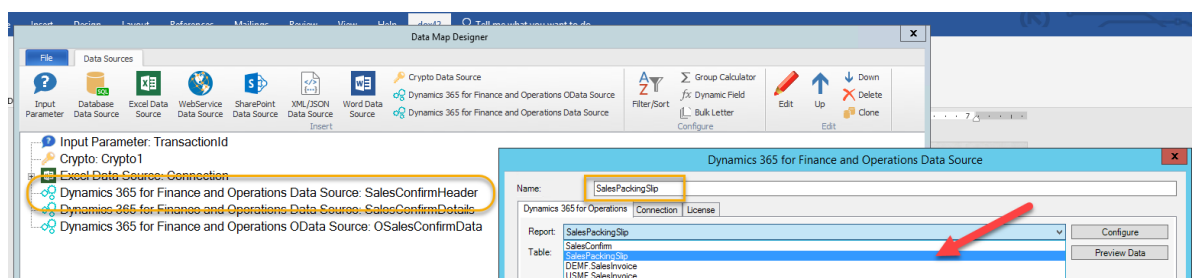 Insert Design Layout References Mailings Review View Help dox42 Tell me what you want to do
Data Map Designer
x
File Data Sources
Input Parameter
Database Data Source
Excel Data Source
WebService Data Source
SharePoint Data Source
XML/JSON Data Source
Word Data Source
Crypto Data Source
Dynamics 365 for Finance and Operations OData Source
Dynamics 365 for Finance and Operations Data Source
Insert
Filter/Sort
Group Calculator
Dynamic Field
Bulk Letter
Configure
Edit
Up
Down
Delete
Clone
Edit
Input Parameter: TransactionId
Crypto: Crypto1
Excel Data Source: Connection
Dynamics 365 for Finance and Operations Data Source: SalesConfirmHeader
Dynamics 365 for Finance and Operations Data Source: SalesConfirmDetails
Dynamics 365 for Finance and Operations OData Source: OSalesConfirmData
7
Dynamics 365 for Finance and Operations Data Source
x
Name: SalesPackingSlip
Dynamics 365 for Operations Connection License
Report: SalesPackingSlip Configure
SalesConfirm
Table: SalesPackingSlip Preview Data
DEMF.SalesInvoice
USMF.SalesInvoice